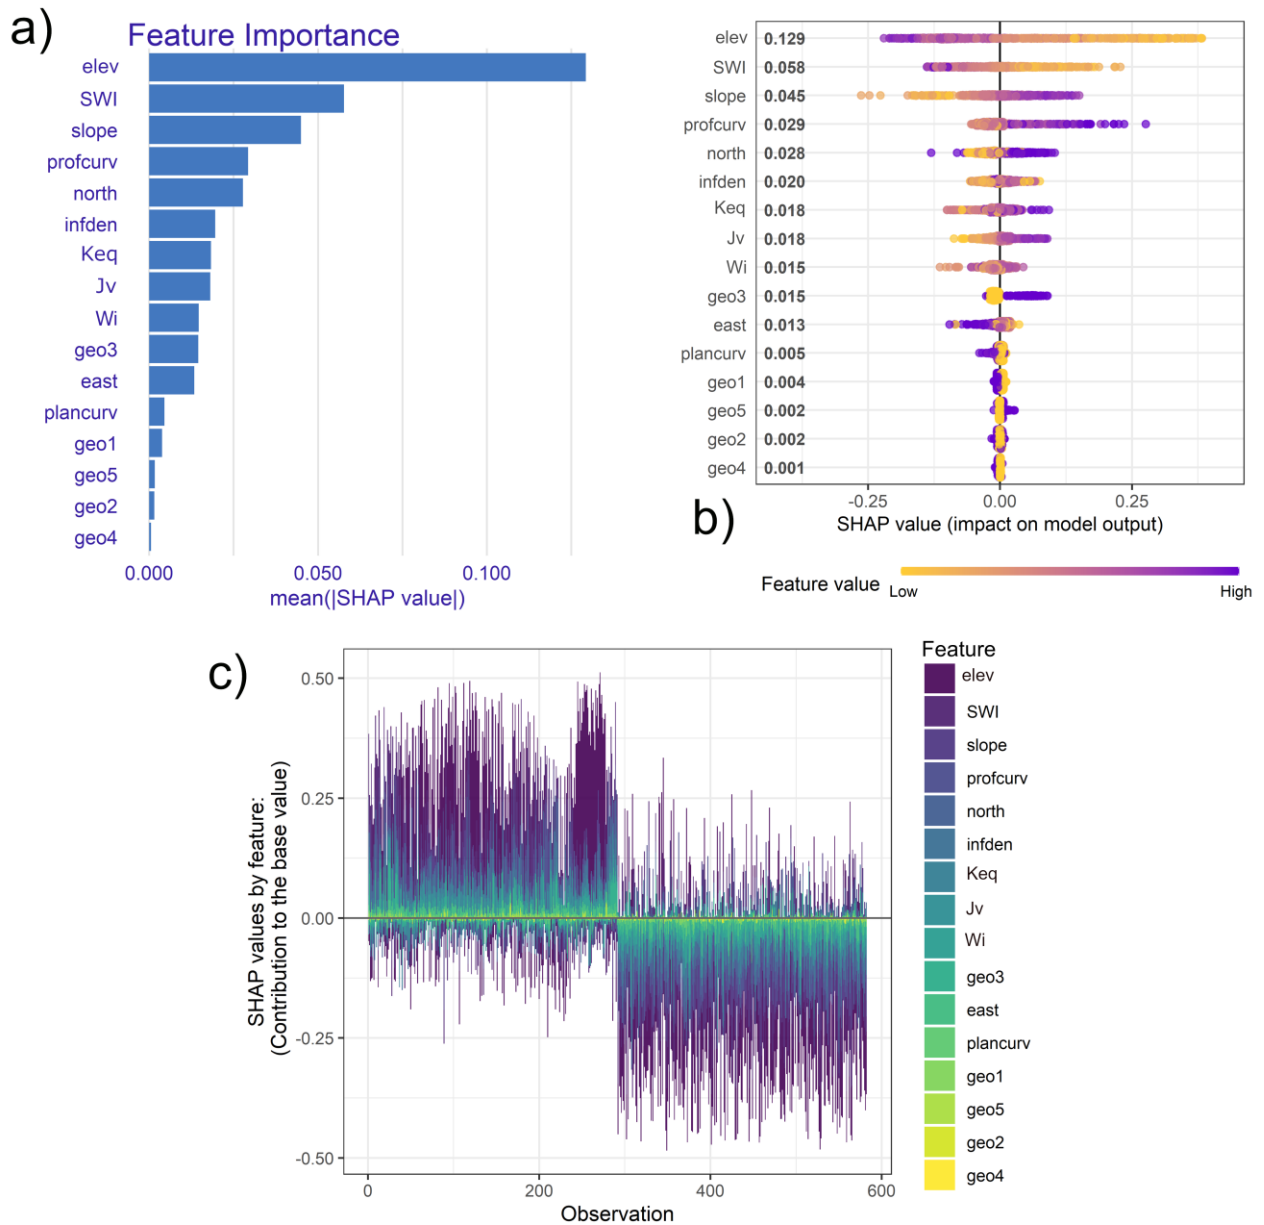 a)
Feature Importance
elev
SWI
slope
profcurv
north
infden
Keq
Jv
Wi
geo3
east
plancurv
geo1
geo5
geo2
geo4
0.000 0.050 0.100
mean(|SHAP value|)
elev 0.129
SWI 0.058
slope 0.045
profcurv 0.029
north 0.028
infden 0.020
Keq 0.018
Jv 0.018
Wi 0.015
geo3 0.015
east 0.013
plancurv 0.005
geo1 0.004
geo5 0.002
geo2 0.002
geo4 0.001
-0.25 0.00 0.25
b)
SHAP value (impact on model output)
Feature value Low High
c)
SHAP values by feature:
(Contribution to the base value)
0.50
0.25
0.00
-0.25
-0.50
0 200 400 600
Observation
Feature
elev
SWI
slope
profcurv
north
infden
Keq
Jv
Wi
geo3
east
plancurv
geo1
geo5
geo2
geo4